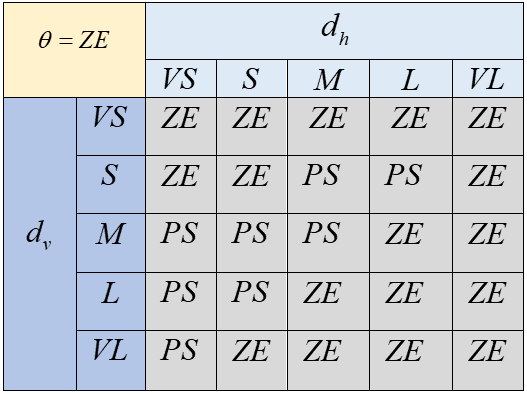 θ = ZE
d_h
VS S M L VL
VS ZE ZE ZE ZE ZE
S ZE ZE PS PS ZE
d_v
M PS PS PS ZE ZE
L PS PS ZE ZE ZE
VL PS ZE ZE ZE ZE